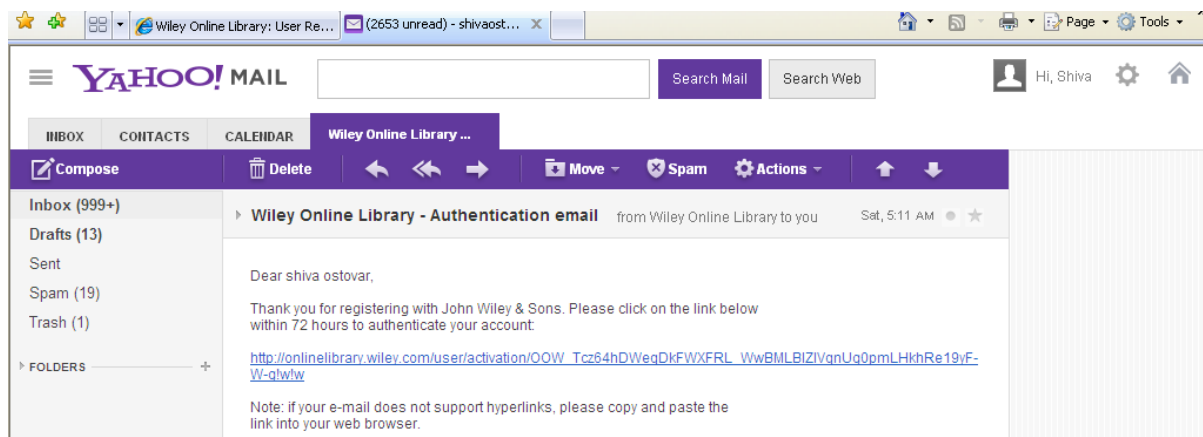 Wiley Online Library: User Re... (2653 unread) - shivaost... X Page Tools
YAHOO! MAIL Search Mail Search Web Hi, Shiva
INBOX CONTACTS CALENDAR Wiley Online Library ...
Compose Delete Move Spam Actions
Inbox (999+)
Drafts (13)
Sent
Spam (19)
Trash (1)
FOLDERS +
Wiley Online Library - Authentication email from Wiley Online Library to you Sat, 5:11 AM
Dear shiva ostovar,
Thank you for registering with John Wiley & Sons. Please click on the link below
within 72 hours to authenticate your account:
http://onlinelibrary.wiley.com/user/activation/OOW_Tcz64hDWegDkFWXFRL_WwBMLBIZIVgnUg0pmLHkhRe19yF-
W-g!w!w
Note: if your e-mail does not support hyperlinks, please copy and paste the
link into your web browser.